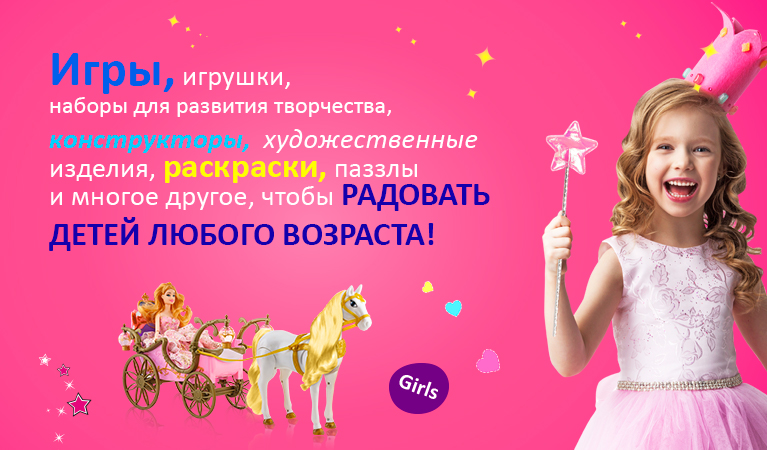 Игры, игрушки,
наборы для развития творчества,
конструкторы, художественные
изделия, раскраски, паззлы
и многое другое, чтобы РАДОВАТЬ
ДЕТЕЙ ЛЮБОГО ВОЗРАСТА!
Girls